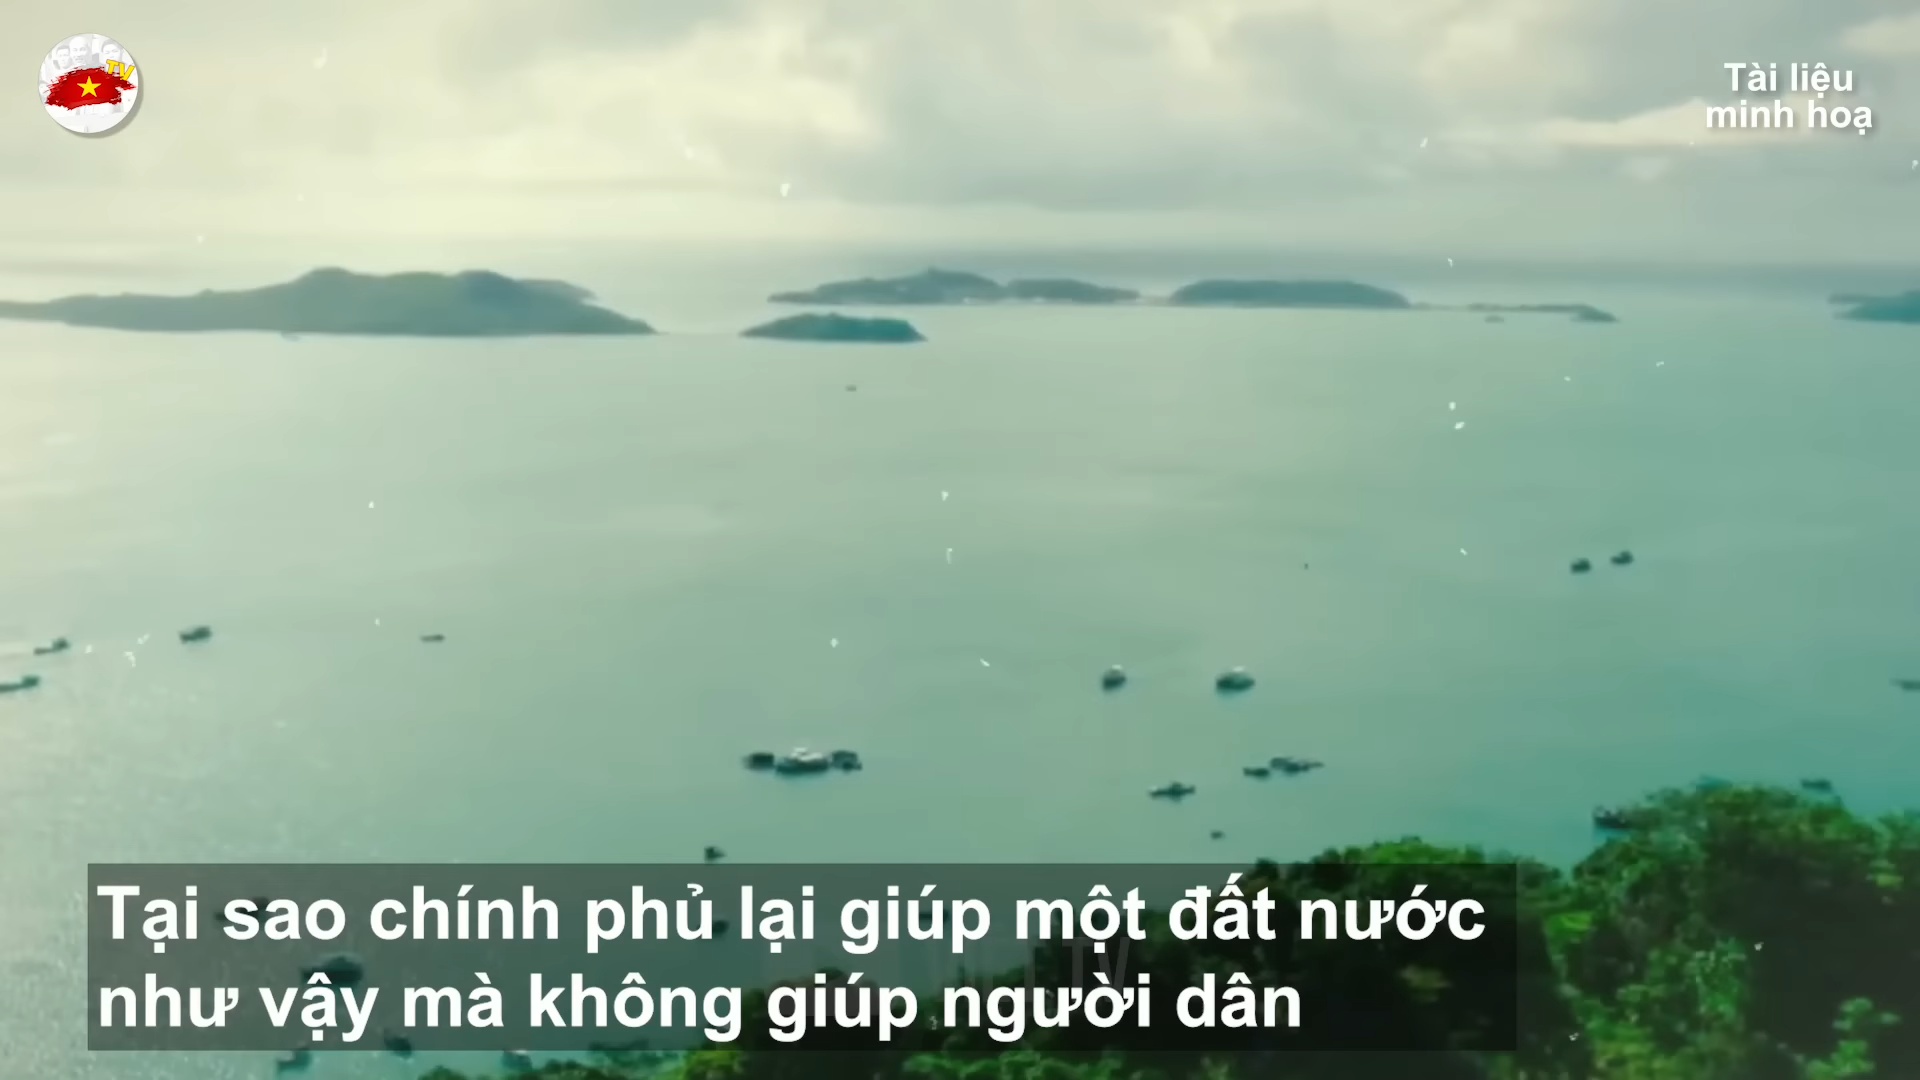 TV
Tài liệu
minh hoạ
Tại sao chính phủ lại giúp một đất nước
như vậy mà không giúp người dân